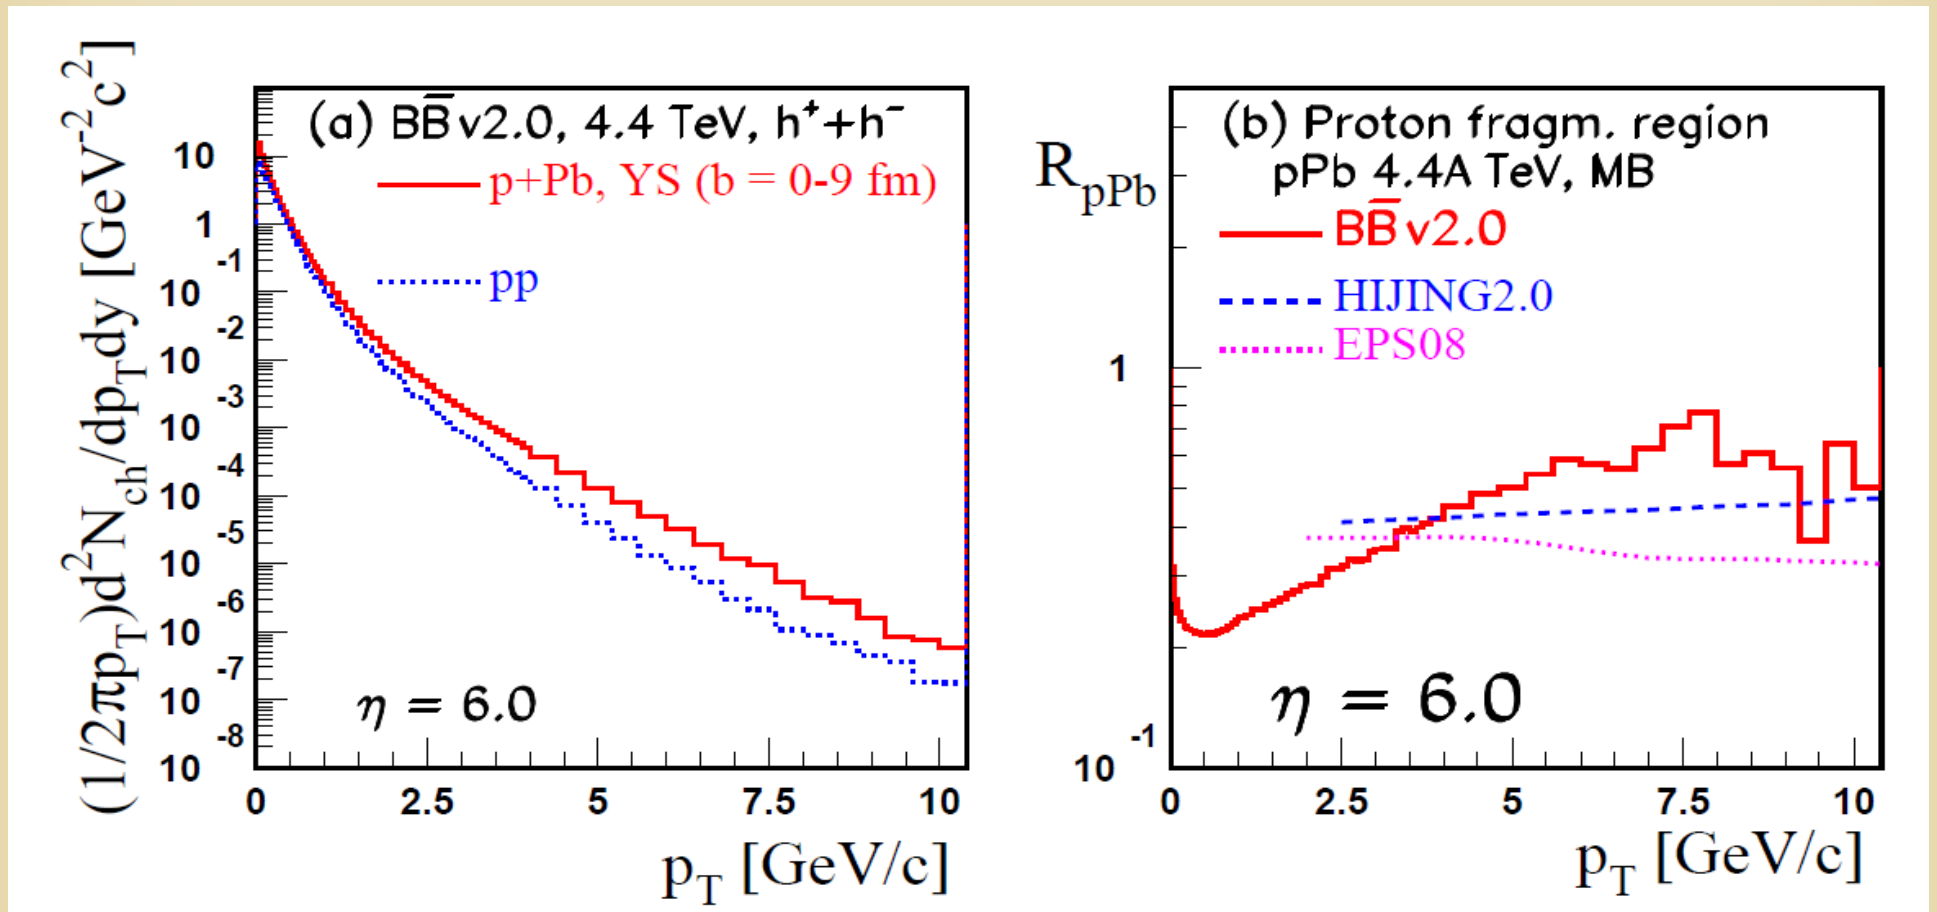 (1/2πp_T)d²N_ch/dp_Tdy [GeV⁻²c²]
(a) BB̅ v2.0, 4.4 TeV, h⁺+h⁻
p+Pb, YS (b = 0-9 fm)
pp
η = 6.0
10
1
10 -1
10 -2
10 -3
10 -4
10 -5
10 -6
10 -7
10 -8
0 2.5 5 7.5 10
p_T [GeV/c]
R_pPb
(b) Proton fragm. region
pPb 4.4A TeV, MB
BB̅ v2.0
HIJING2.0
EPS08
η = 6.0
1
10 -1
0 2.5 5 7.5 10
p_T [GeV/c]